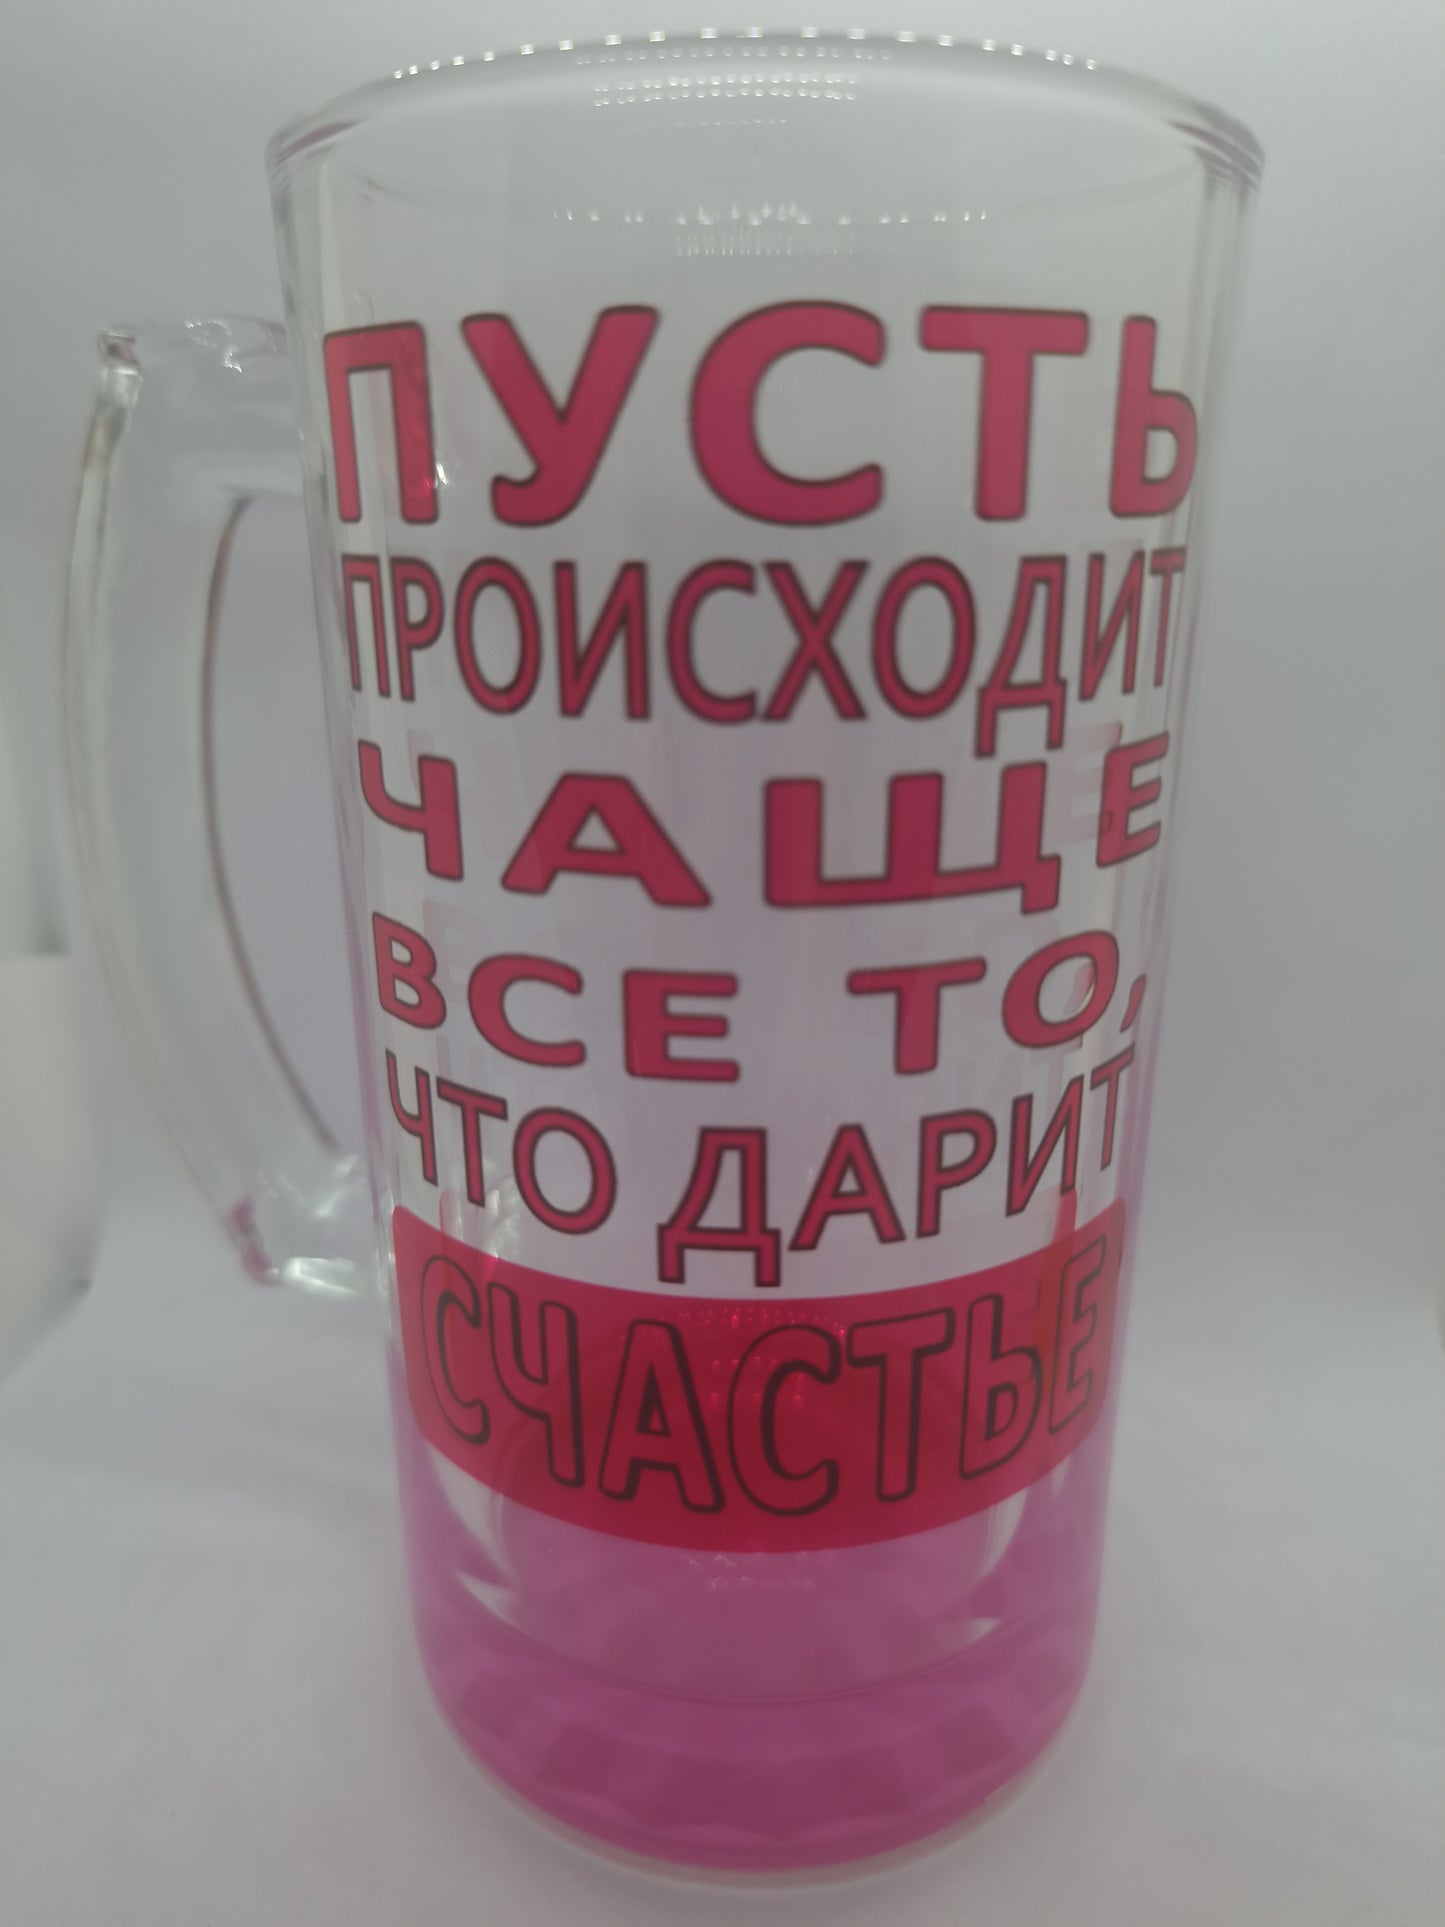 ПУСТЬ
ПРОИСХОДИТ
ЧАЩЕ
ВСЕ ТО,
ЧТО ДАРИТ
СЧАСТЬЕ